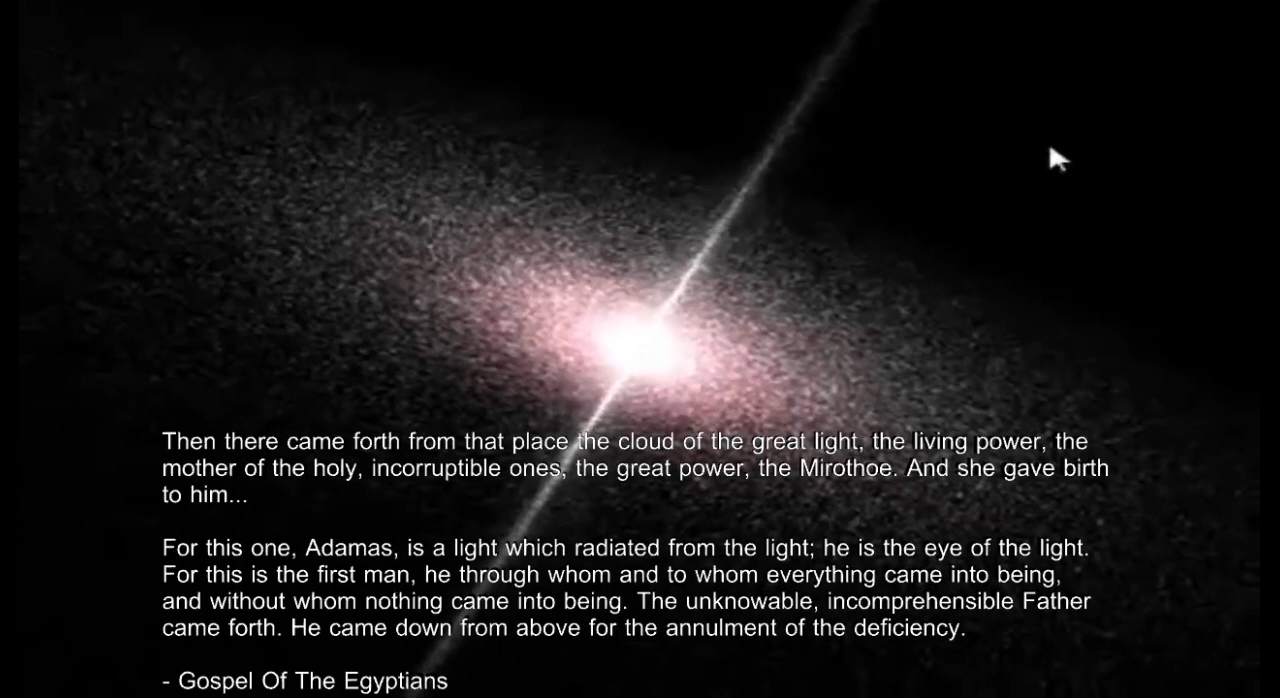 Then there came forth from that place the cloud of the great light, the living power, the
mother of the holy, incorruptible ones, the great power, the Mirothoe. And she gave birth
to him...
For this one, Adamas, is a light which radiated from the light; he is the eye of the light.
For this is the first man, he through whom and to whom everything came into being,
and without whom nothing came into being. The unknowable, incomprehensible Father
came forth. He came down from above for the annulment of the deficiency.
- Gospel Of The Egyptians